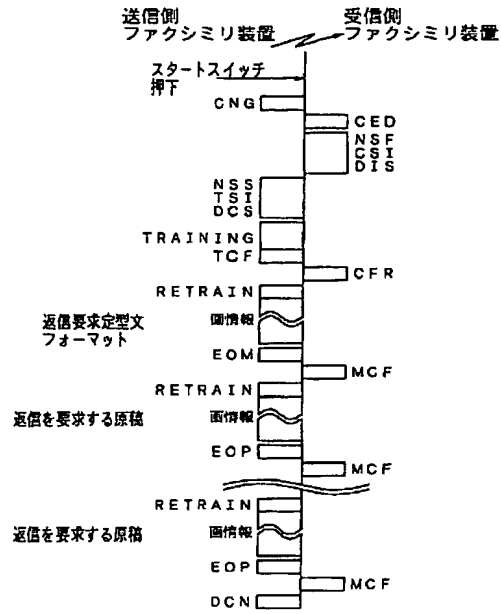 送信側
ファクシミリ装置
受信側
ファクシミリ装置
スタートスイッチ
押下
CNG
CED
NSF
CSI
DIS
NSS
TSI
DCS
TRAINING
TCF
CFR
RETRAIN
返信要求定型文
フォーマット
画情報
EOM
MCF
RETRAIN
返信を要求する原稿
画情報
EOP
MCF
RETRAIN
返信を要求する原稿
画情報
EOP
MCF
DCN